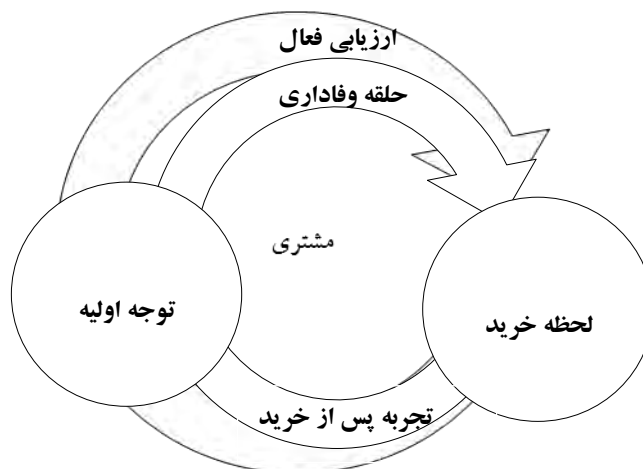 ارزیابی فعال
حلقه وفاداری
مشتری
توجه اولیه
لحظه خرید
تجربه پس از خرید